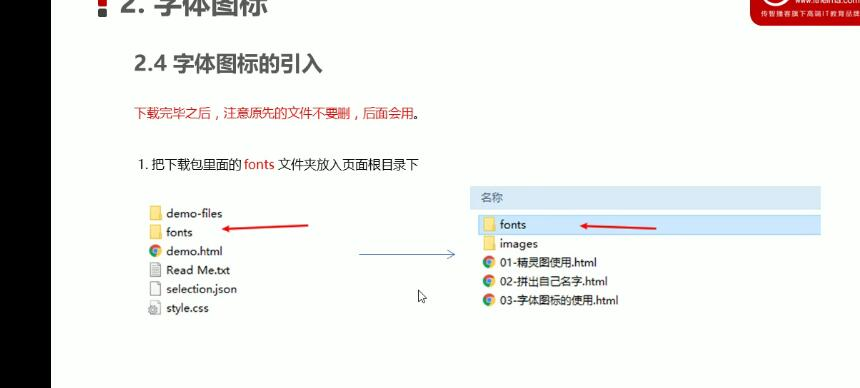 2. 字体图标
www.itheima.com
传智播客旗下高端IT教育品牌
2.4 字体图标的引入
下载完毕之后，注意原先的文件不要删，后面会用。
1. 把下载包里面的 fonts 文件夹放入页面根目录下
demo-files
fonts
demo.html
Read Me.txt
selection.json
style.css
名称
fonts
images
01-精灵图使用.html
02-拼出自己名字.html
03-字体图标的使用.html